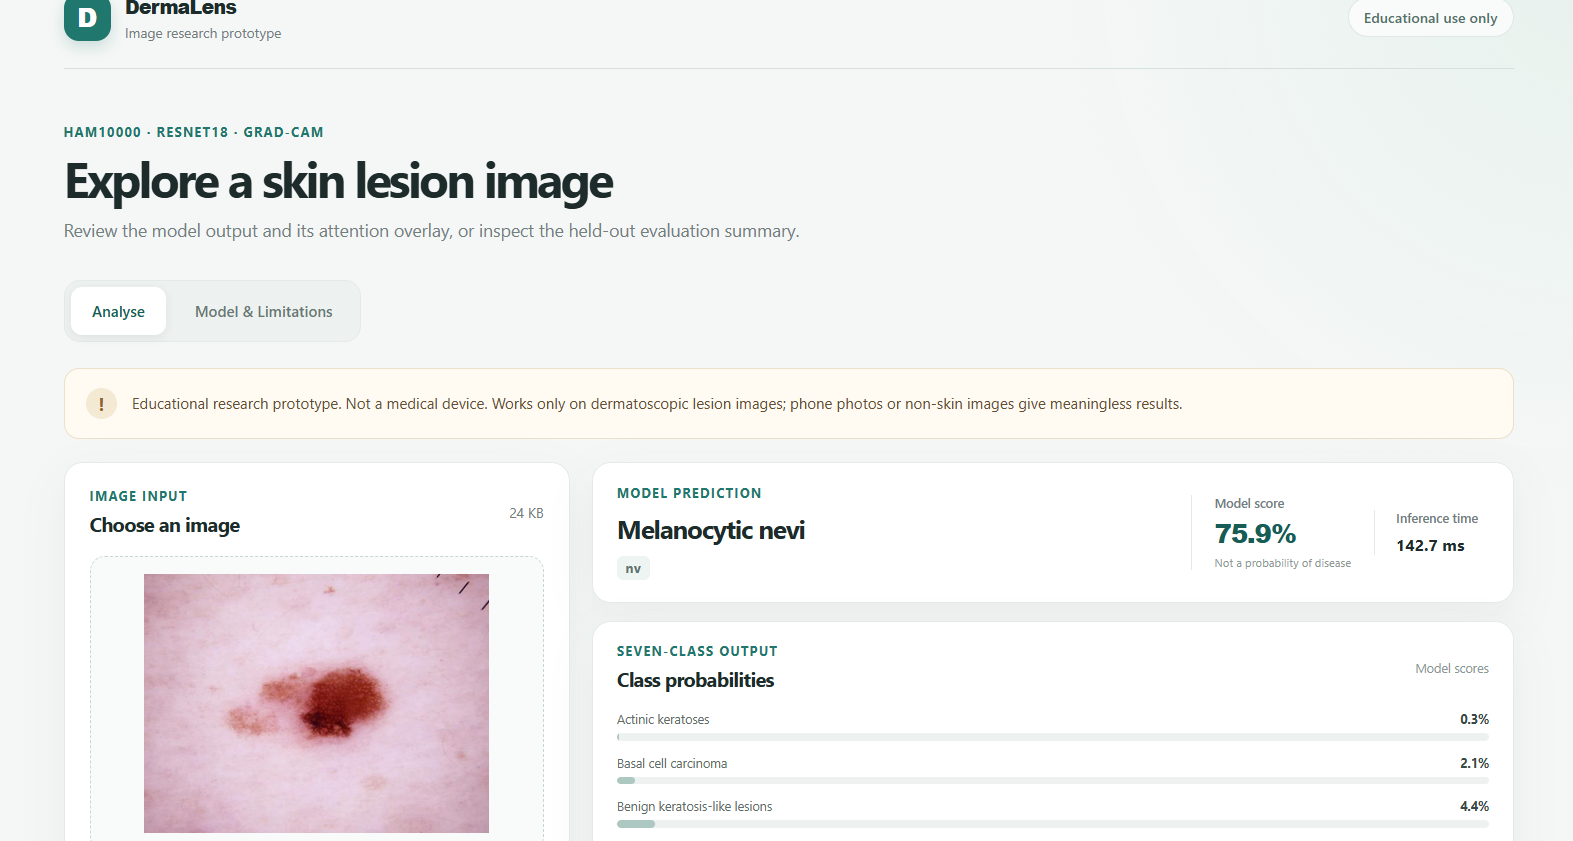 D
DermaLens
Image research prototype
Educational use only
HAM10000 · RESNET18 · GRAD-CAM
Explore a skin lesion image
Review the model output and its attention overlay, or inspect the held-out evaluation summary.
Analyse
Model & Limitations
! Educational research prototype. Not a medical device. Works only on dermatoscopic lesion images; phone photos or non-skin images give meaningless results.
IMAGE INPUT
Choose an image
24 KB
MODEL PREDICTION
Melanocytic nevi
nv
Model score
75.9%
Not a probability of disease
Inference time
142.7 ms
SEVEN-CLASS OUTPUT
Class probabilities
Model scores
Actinic keratoses 0.3%
Basal cell carcinoma 2.1%
Benign keratosis-like lesions 4.4%